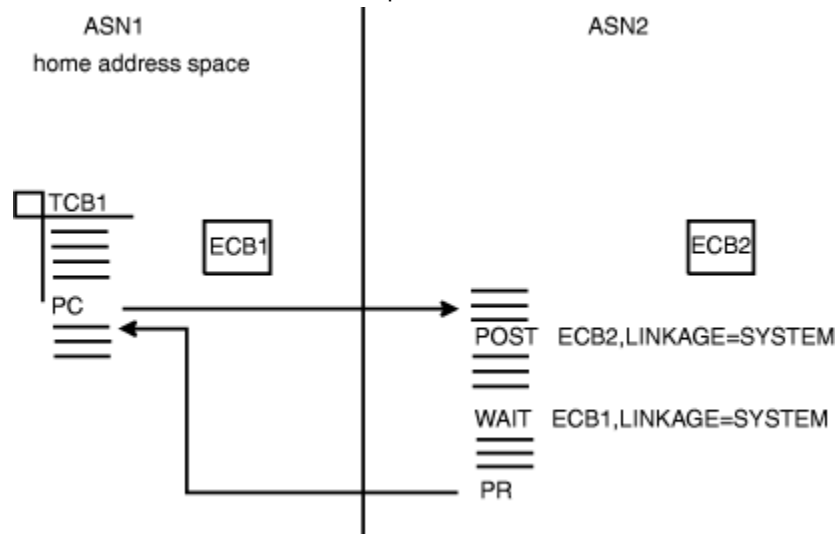 ASN1 ASN2
home address space
TCB1
ECB1 ECB2
PC
POST ECB2,LINKAGE=SYSTEM
WAIT ECB1,LINKAGE=SYSTEM
PR